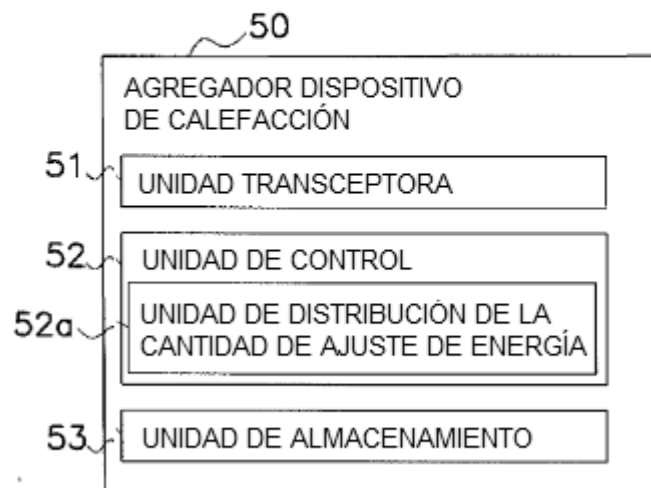 50
AGREGADOR DISPOSITIVO
DE CALEFACCIÓN
51
UNIDAD TRANSCEPTORA
52
UNIDAD DE CONTROL
52a
UNIDAD DE DISTRIBUCIÓN DE LA
CANTIDAD DE AJUSTE DE ENERGÍA
53
UNIDAD DE ALMACENAMIENTO